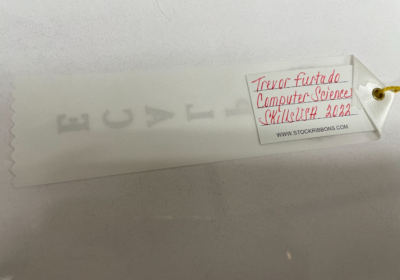 Trevor Furtado
Computer Science
SkillsUSA 2022
WWW.STOCKRIBBONS.COM